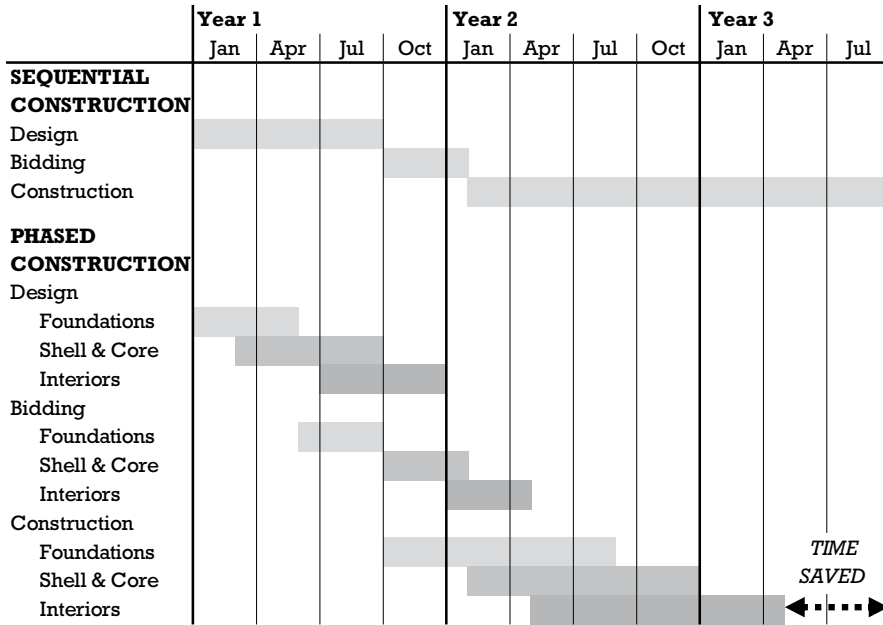 Year 1 Year 2 Year 3
Jan Apr Jul Oct Jan Apr Jul Oct Jan Apr Jul
SEQUENTIAL
CONSTRUCTION
Design
Bidding
Construction
PHASED
CONSTRUCTION
Design
Foundations
Shell & Core
Interiors
Bidding
Foundations
Shell & Core
Interiors
Construction
Foundations
Shell & Core
Interiors
TIME
SAVED